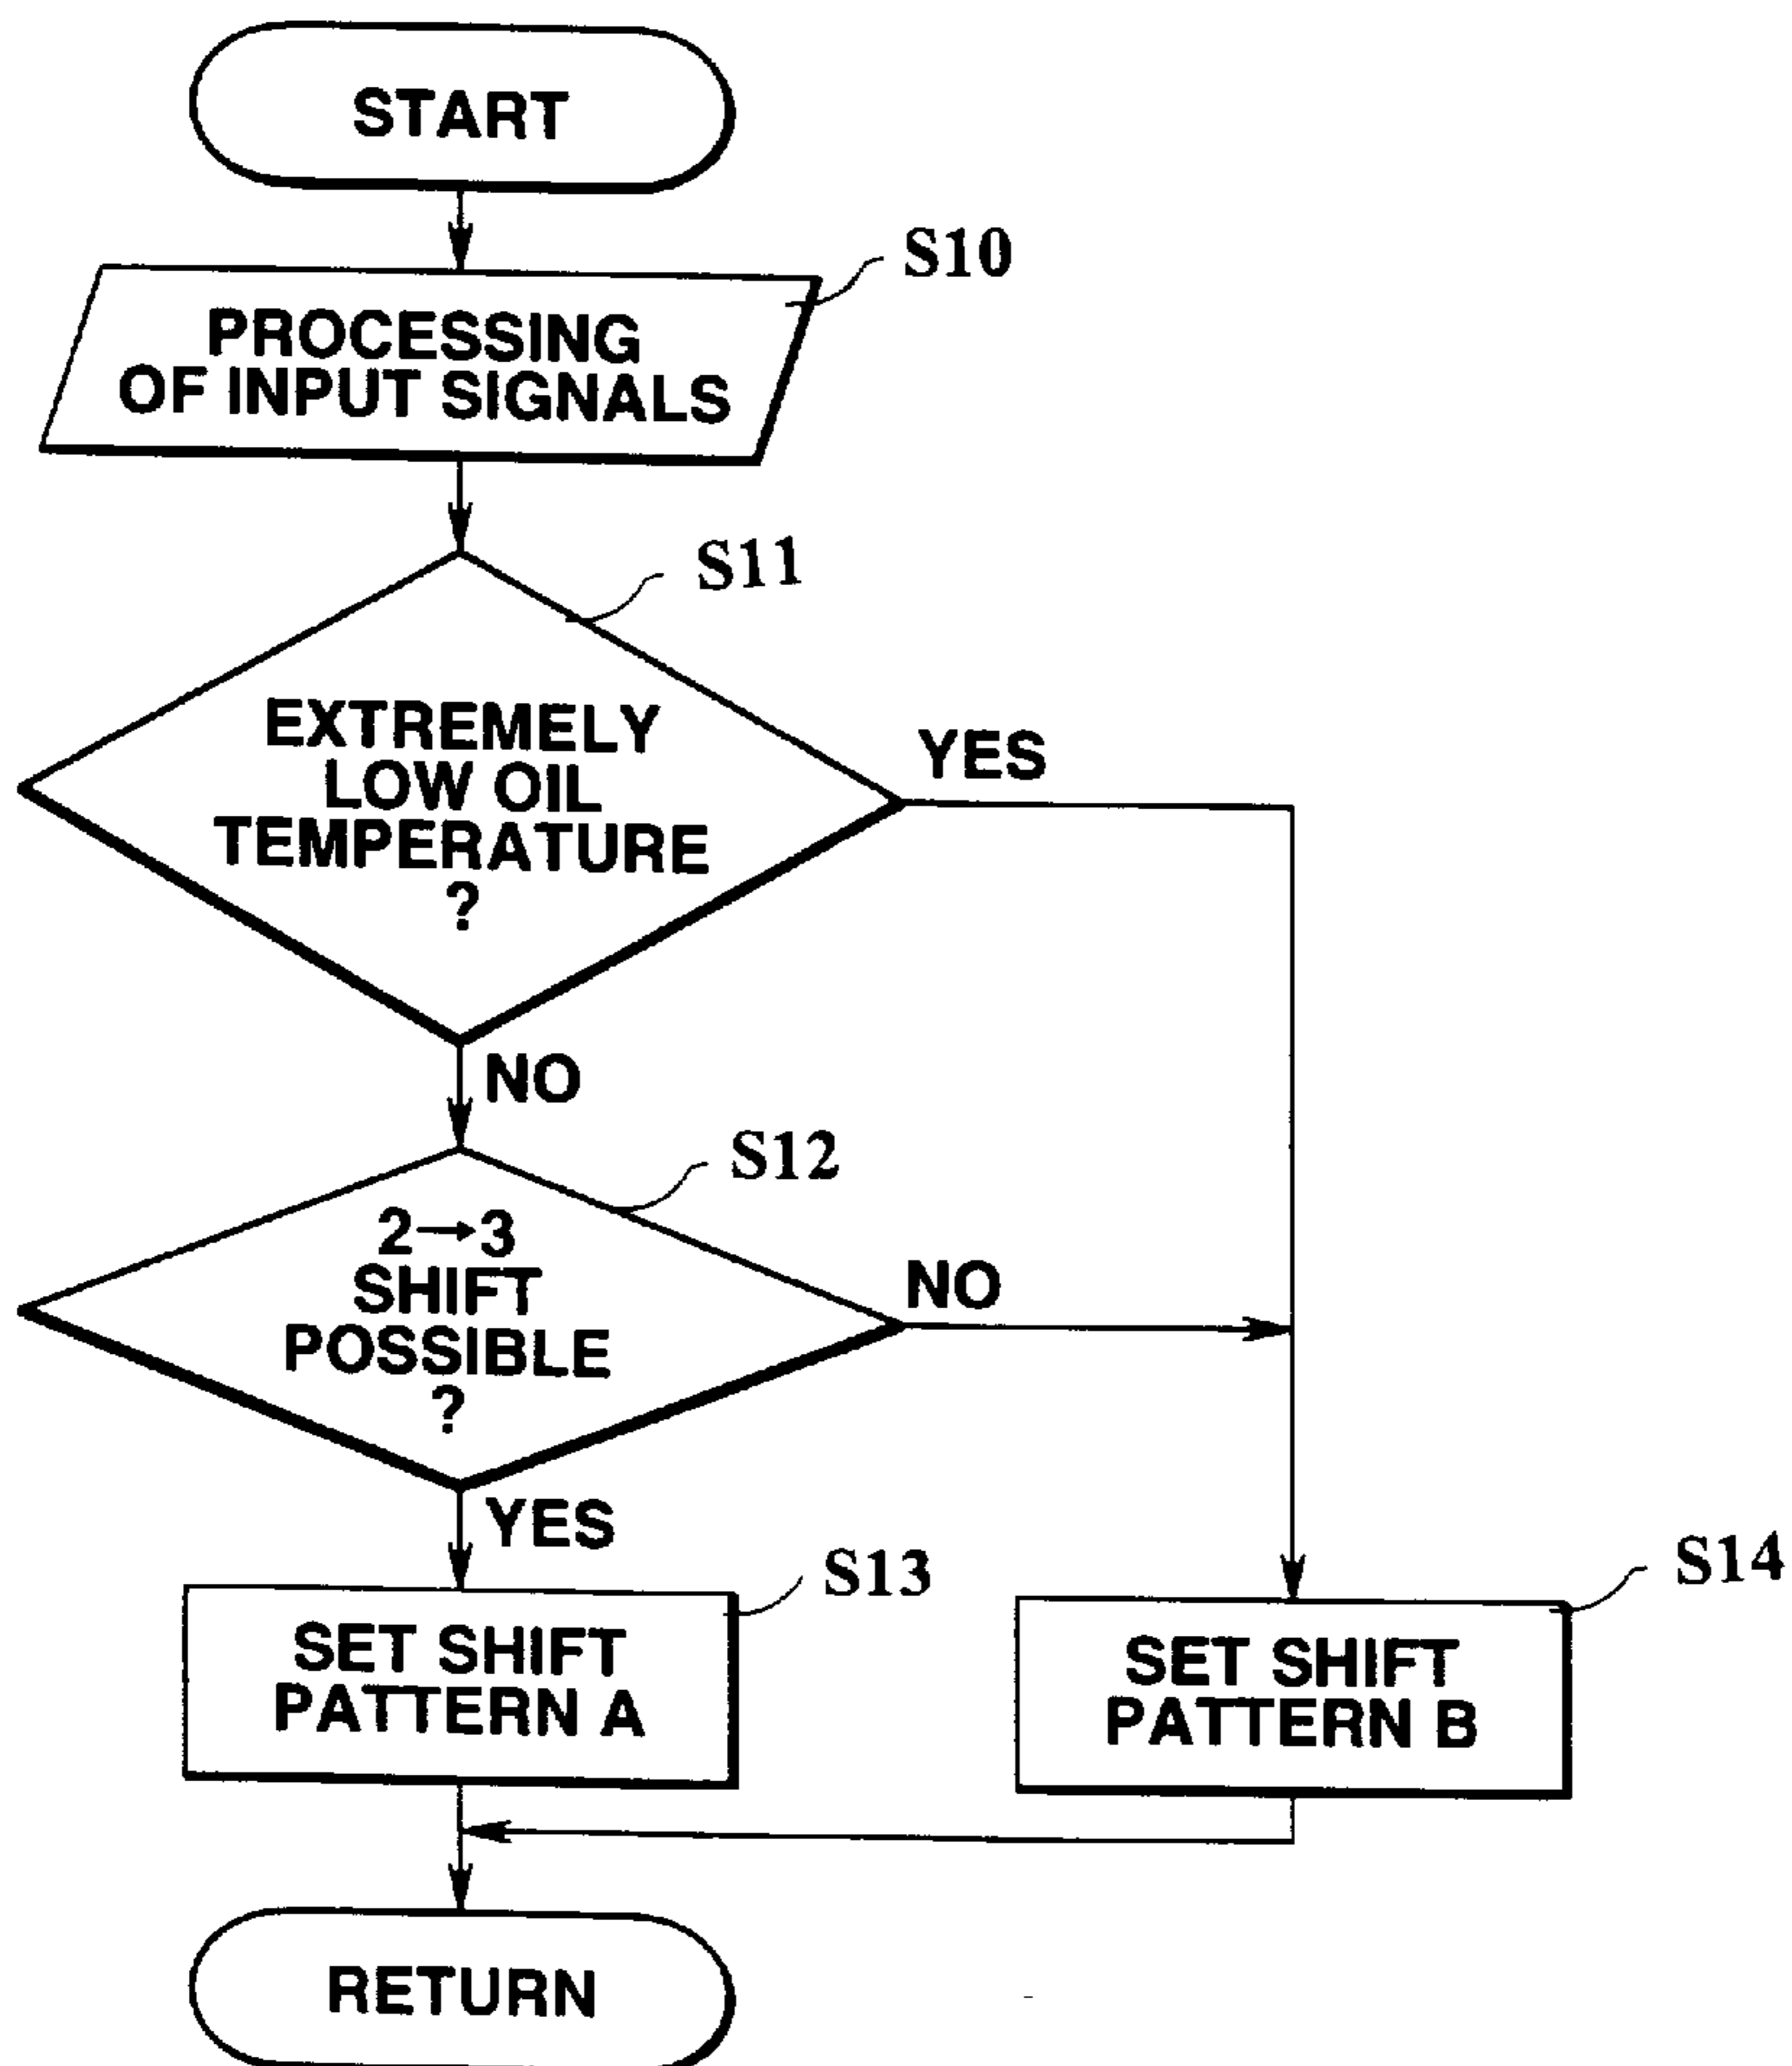 START
S10
PROCESSING
OF INPUT SIGNALS
S11
EXTREMELY
LOW OIL
TEMPERATURE
?
YES
NO
S12
2→3
SHIFT
POSSIBLE
?
NO
YES
S13
SET SHIFT
PATTERN A
S14
SET SHIFT
PATTERN B
RETURN